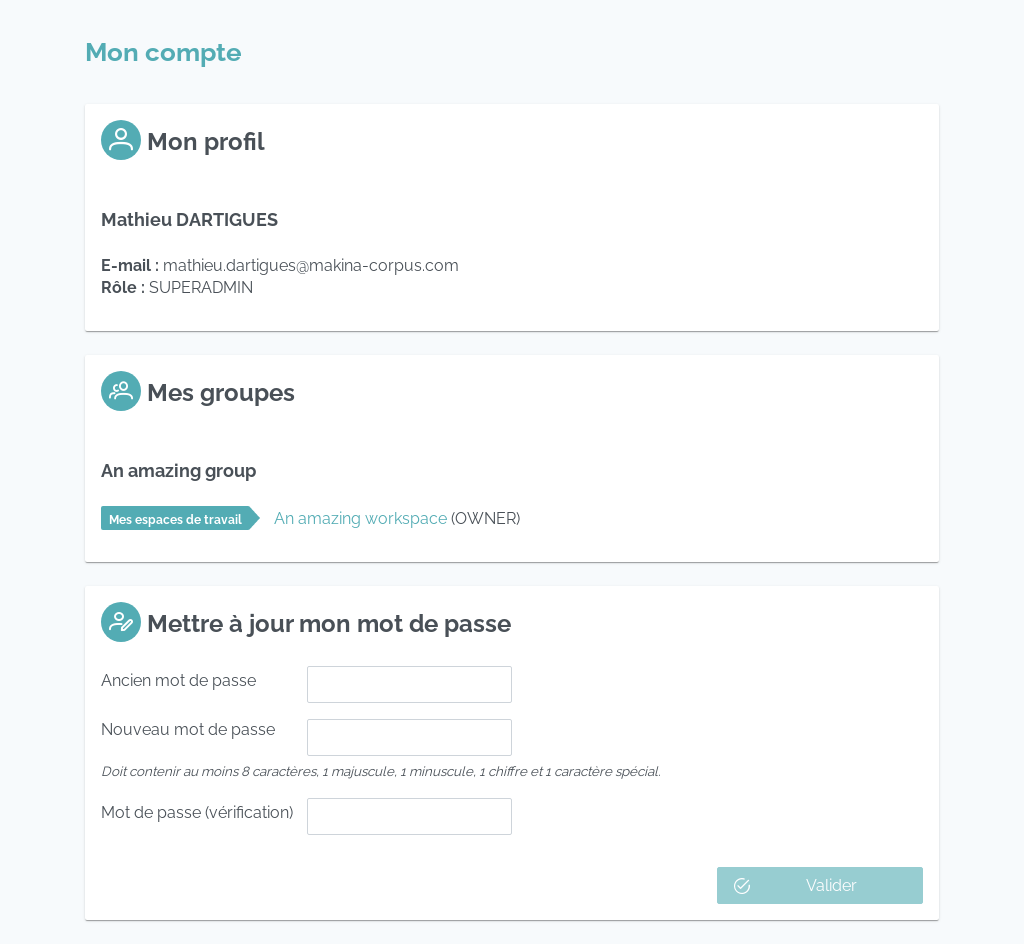 Mon compte
Mon profil
Mathieu DARTIGUES
E-mail : mathieu.dartigues@makina-corpus.com
Rôle : SUPERADMIN
Mes groupes
An amazing group
Mes espaces de travail An amazing workspace (OWNER)
Mettre à jour mon mot de passe
Ancien mot de passe
Nouveau mot de passe
Doit contenir au moins 8 caractères, 1 majuscule, 1 minuscule, 1 chiffre et 1 caractère spécial.
Mot de passe (vérification)
Valider